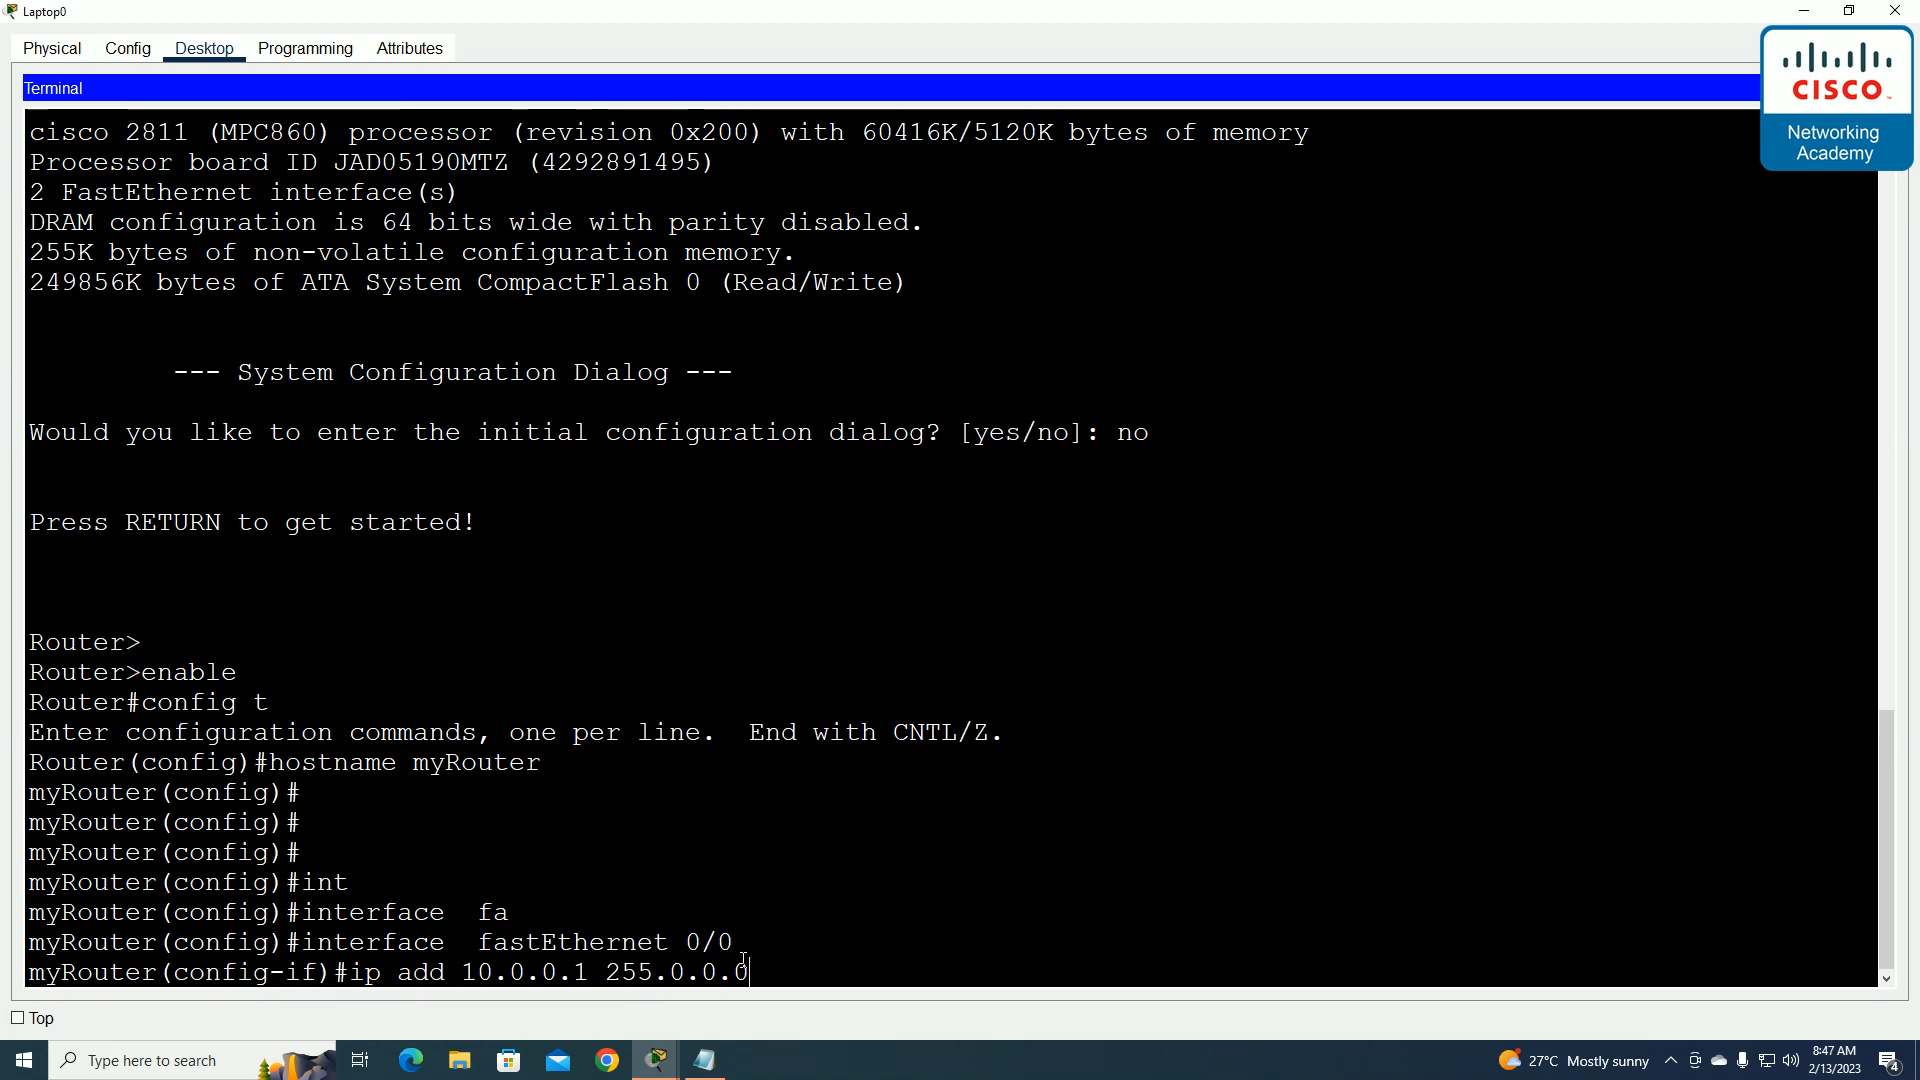 Laptop0
Physical Config Desktop Programming Attributes
CISCO
Networking
Academy
Terminal
cisco 2811 (MPC860) processor (revision 0x200) with 60416K/5120K bytes of memory
Processor board ID JAD05190MTZ (4292891495)
2 FastEthernet interface(s)
DRAM configuration is 64 bits wide with parity disabled.
255K bytes of non-volatile configuration memory.
249856K bytes of ATA System CompactFlash 0 (Read/Write)
--- System Configuration Dialog ---
Would you like to enter the initial configuration dialog? [yes/no]: no
Press RETURN to get started!
Router>
Router>enable
Router#config t
Enter configuration commands, one per line.  End with CNTL/Z.
Router(config)#hostname myRouter
myRouter(config)#
myRouter(config)#
myRouter(config)#
myRouter(config)#int
myRouter(config)#interface  fa
myRouter(config)#interface  fastEthernet 0/0
myRouter(config-if)#ip add 10.0.0.1 255.0.0.0
Top
Type here to search
27°C Mostly sunny
8:47 AM
2/13/2023
4